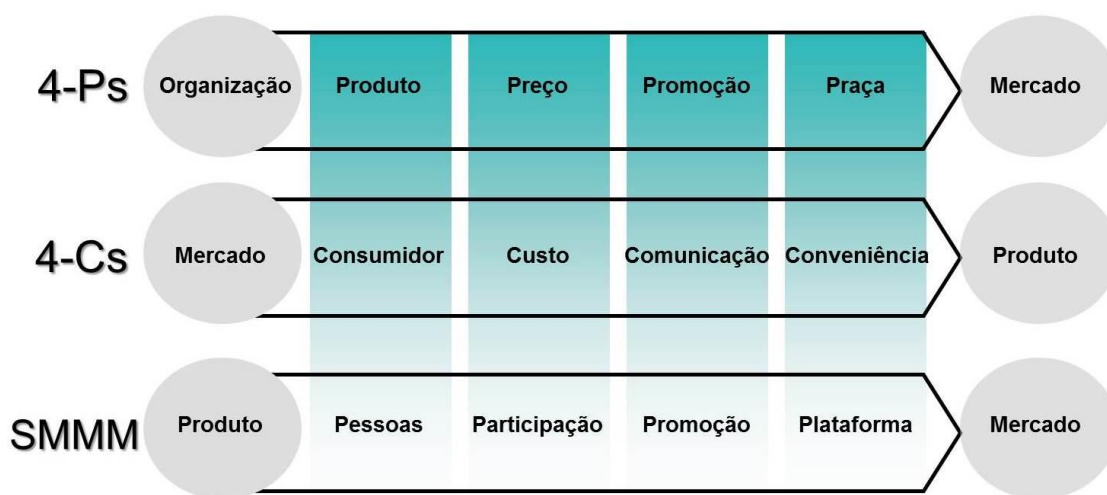 4-Ps Organização Produto Preço Promoção Praça Mercado
4-Cs Mercado Consumidor Custo Comunicação Conveniência Produto
SMMM Produto Pessoas Participação Promoção Plataforma Mercado